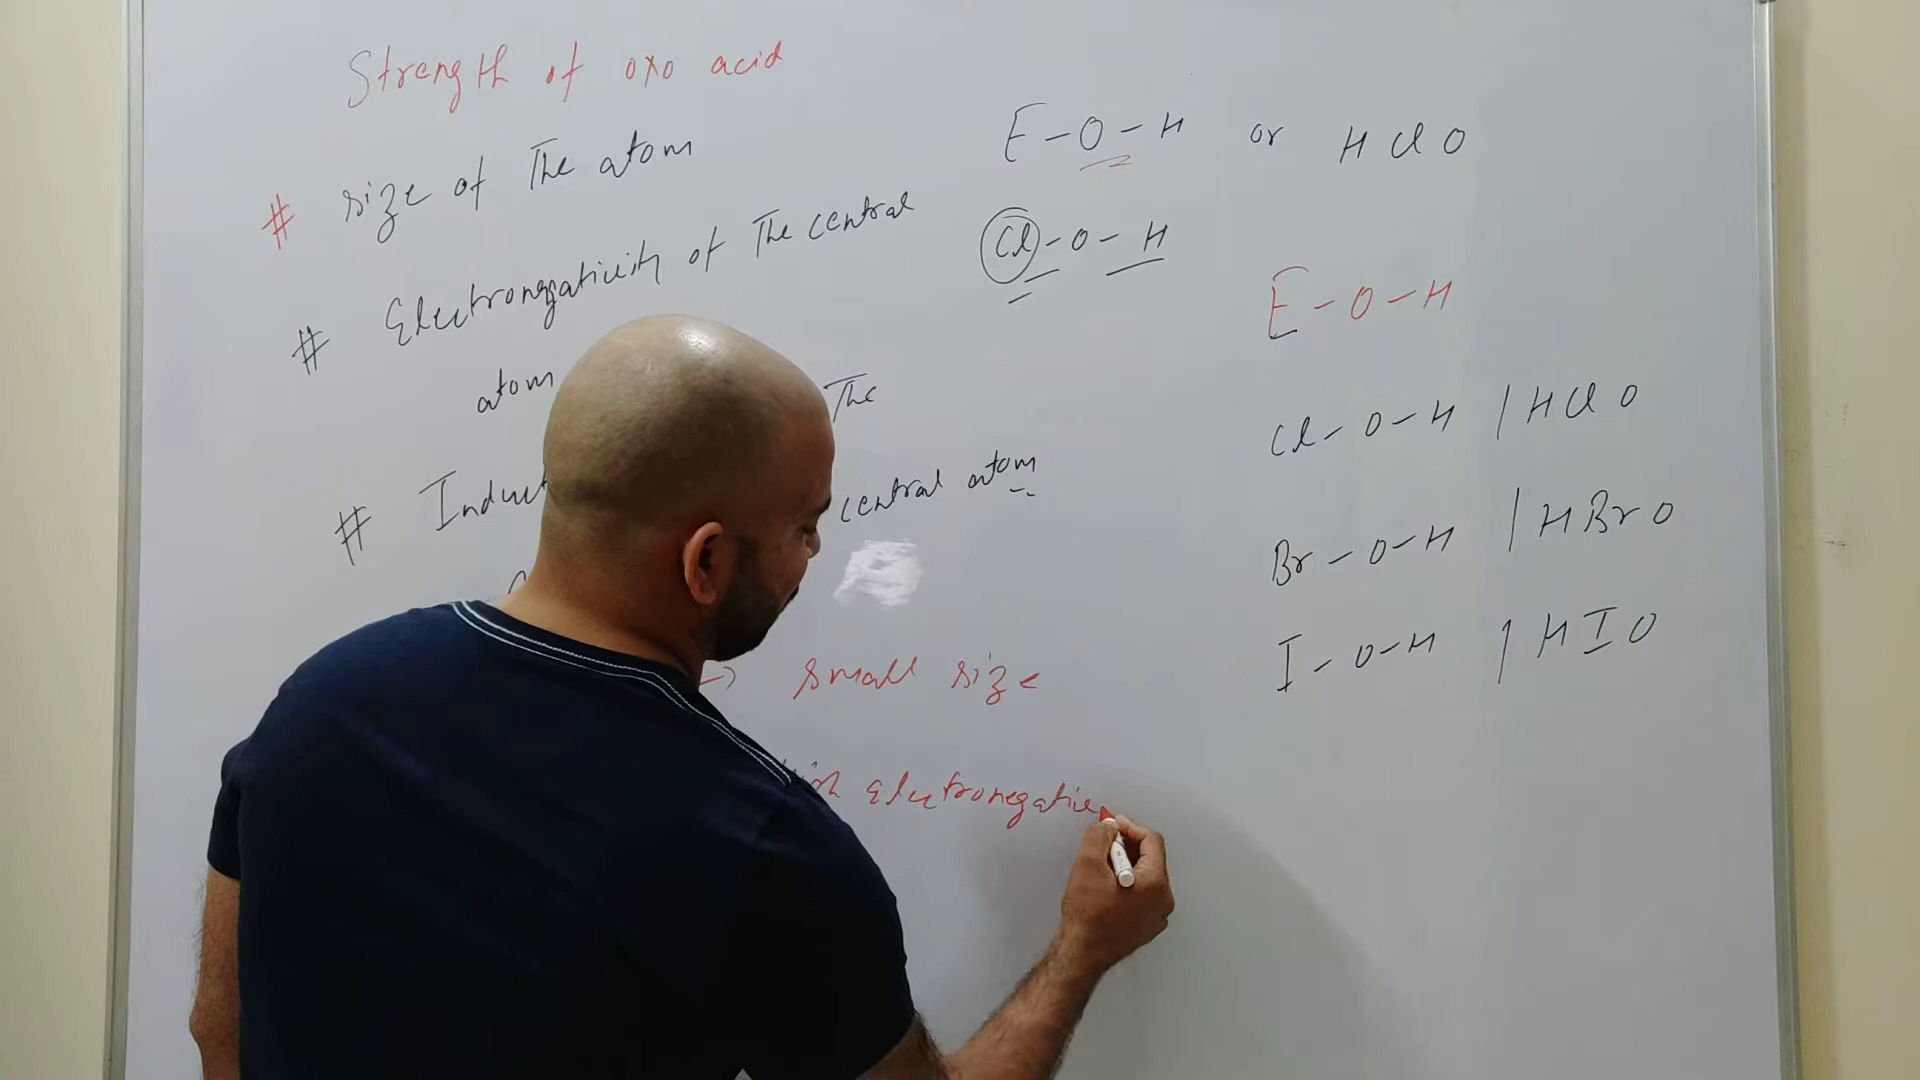 Strength of oxo acid
# size of The atom
# Electronegativity of The central
atom The
# Induct central atom
→ small size
electronegative
E-O-H or HClO
Cl-O-H
E-O-H
Cl-O-H / HClO
Br-O-H / HBrO
I-O-H / HIO